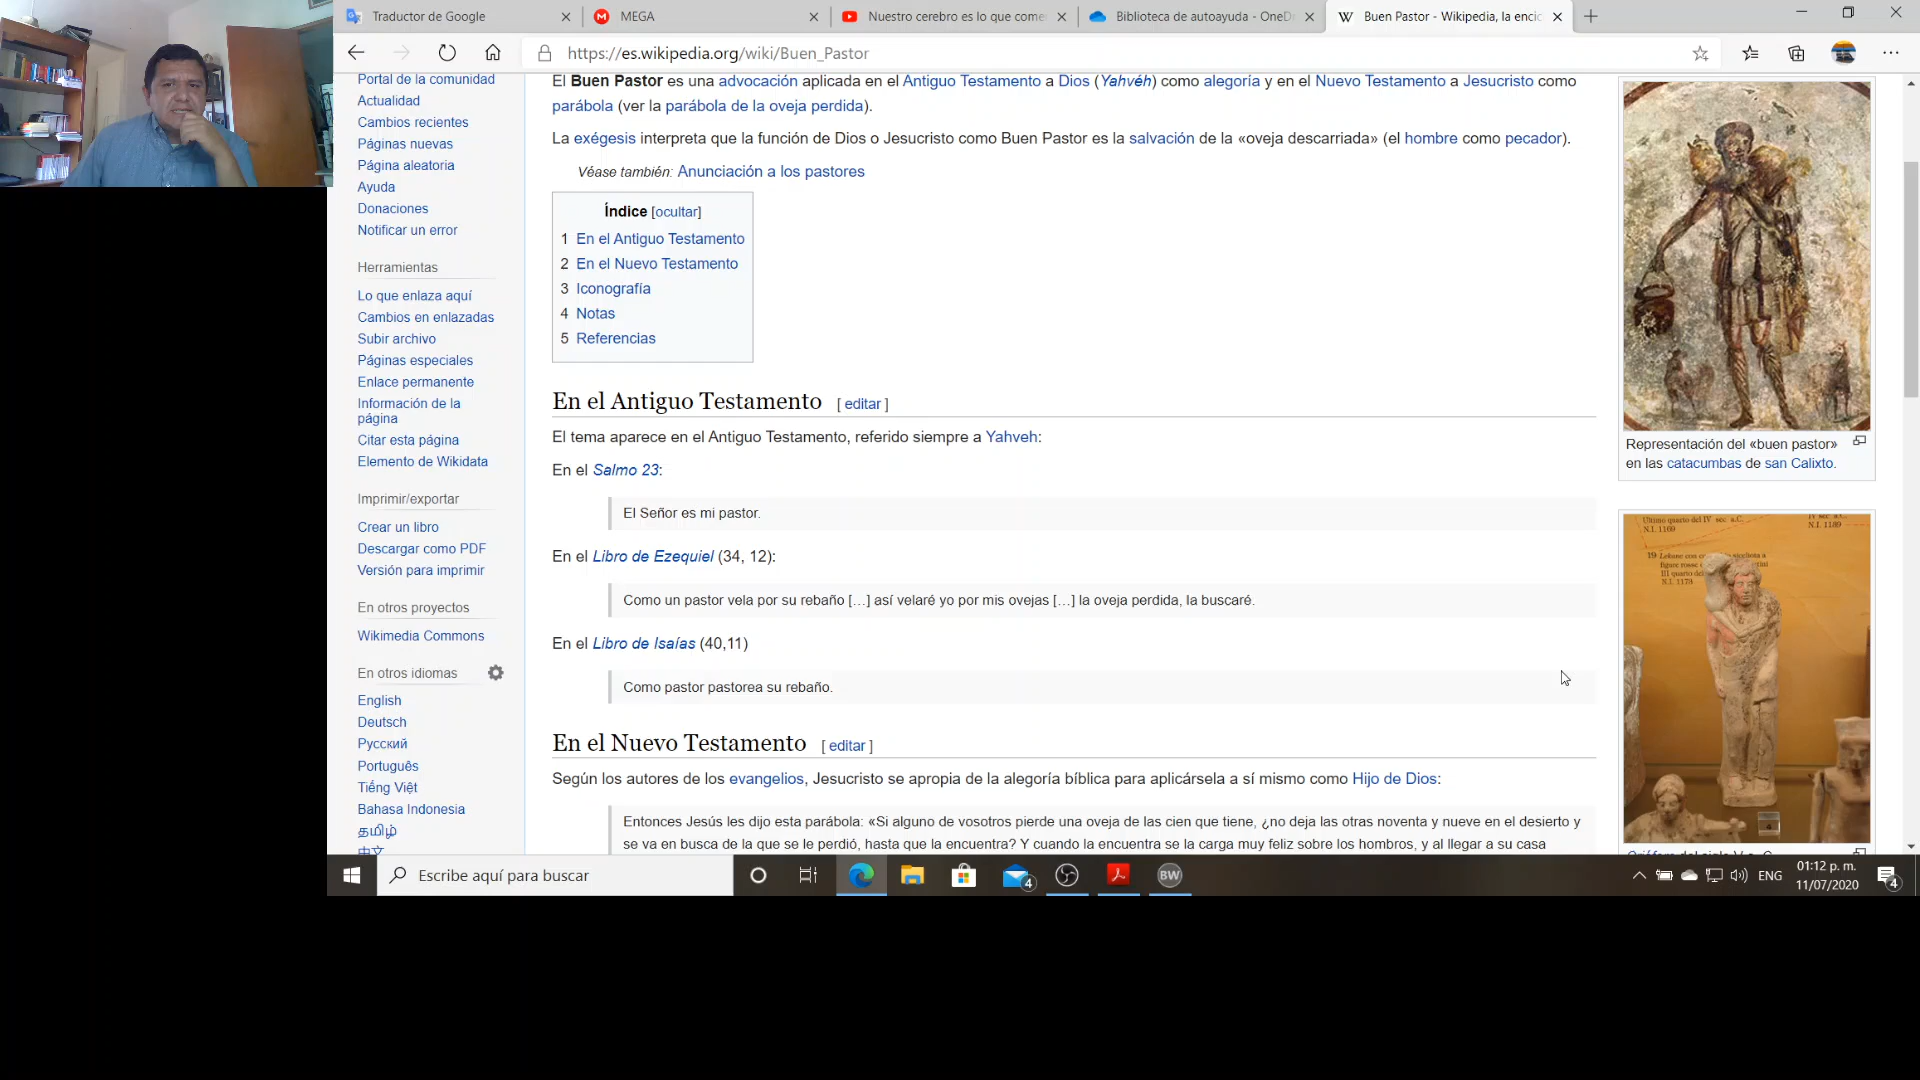 Traductor de Google
MEGA
Nuestro cerebro es lo que come
Biblioteca de autoayuda - OneDr
Buen Pastor - Wikipedia, la enci
https://es.wikipedia.org/wiki/Buen_Pastor
Portal de la comunidad
Actualidad
Cambios recientes
Páginas nuevas
Página aleatoria
Ayuda
Donaciones
Notificar un error
Herramientas
Lo que enlaza aquí
Cambios en enlazadas
Subir archivo
Páginas especiales
Enlace permanente
Información de la
página
Citar esta página
Elemento de Wikidata
Imprimir/exportar
Crear un libro
Descargar como PDF
Versión para imprimir
En otros proyectos
Wikimedia Commons
En otros idiomas
English
Deutsch
Русский
Português
Tiếng Việt
Bahasa Indonesia
தமிழ்
中文
El Buen Pastor es una advocación aplicada en el Antiguo Testamento a Dios (Yahvéh) como alegoría y en el Nuevo Testamento a Jesucristo como
parábola (ver la parábola de la oveja perdida).
La exégesis interpreta que la función de Dios o Jesucristo como Buen Pastor es la salvación de la «oveja descarriada» (el hombre como pecador).
Véase también: Anunciación a los pastores
Índice [ocultar]
1 En el Antiguo Testamento
2 En el Nuevo Testamento
3 Iconografía
4 Notas
5 Referencias
En el Antiguo Testamento [ editar ]
El tema aparece en el Antiguo Testamento, referido siempre a Yahveh:
En el Salmo 23:
El Señor es mi pastor.
En el Libro de Ezequiel (34, 12):
Como un pastor vela por su rebaño [...] así velaré yo por mis ovejas [...] la oveja perdida, la buscaré.
En el Libro de Isaías (40,11)
Como pastor pastorea su rebaño.
En el Nuevo Testamento [ editar ]
Según los autores de los evangelios, Jesucristo se apropia de la alegoría bíblica para aplicársela a sí mismo como Hijo de Dios:
Entonces Jesús les dijo esta parábola: «Si alguno de vosotros pierde una oveja de las cien que tiene, ¿no deja las otras noventa y nueve en el desierto y
se va en busca de la que se le perdió, hasta que la encuentra? Y cuando la encuentra se la carga muy feliz sobre los hombros, y al llegar a su casa
Representación del «buen pastor»
en las catacumbas de san Calixto.
Ultimo quarto del IV sec a.C.
N.I. 1169
N.I. 1189
N.I. 1178
Escribe aquí para buscar
4
BW
ENG
01:12 p. m.
11/07/2020
4